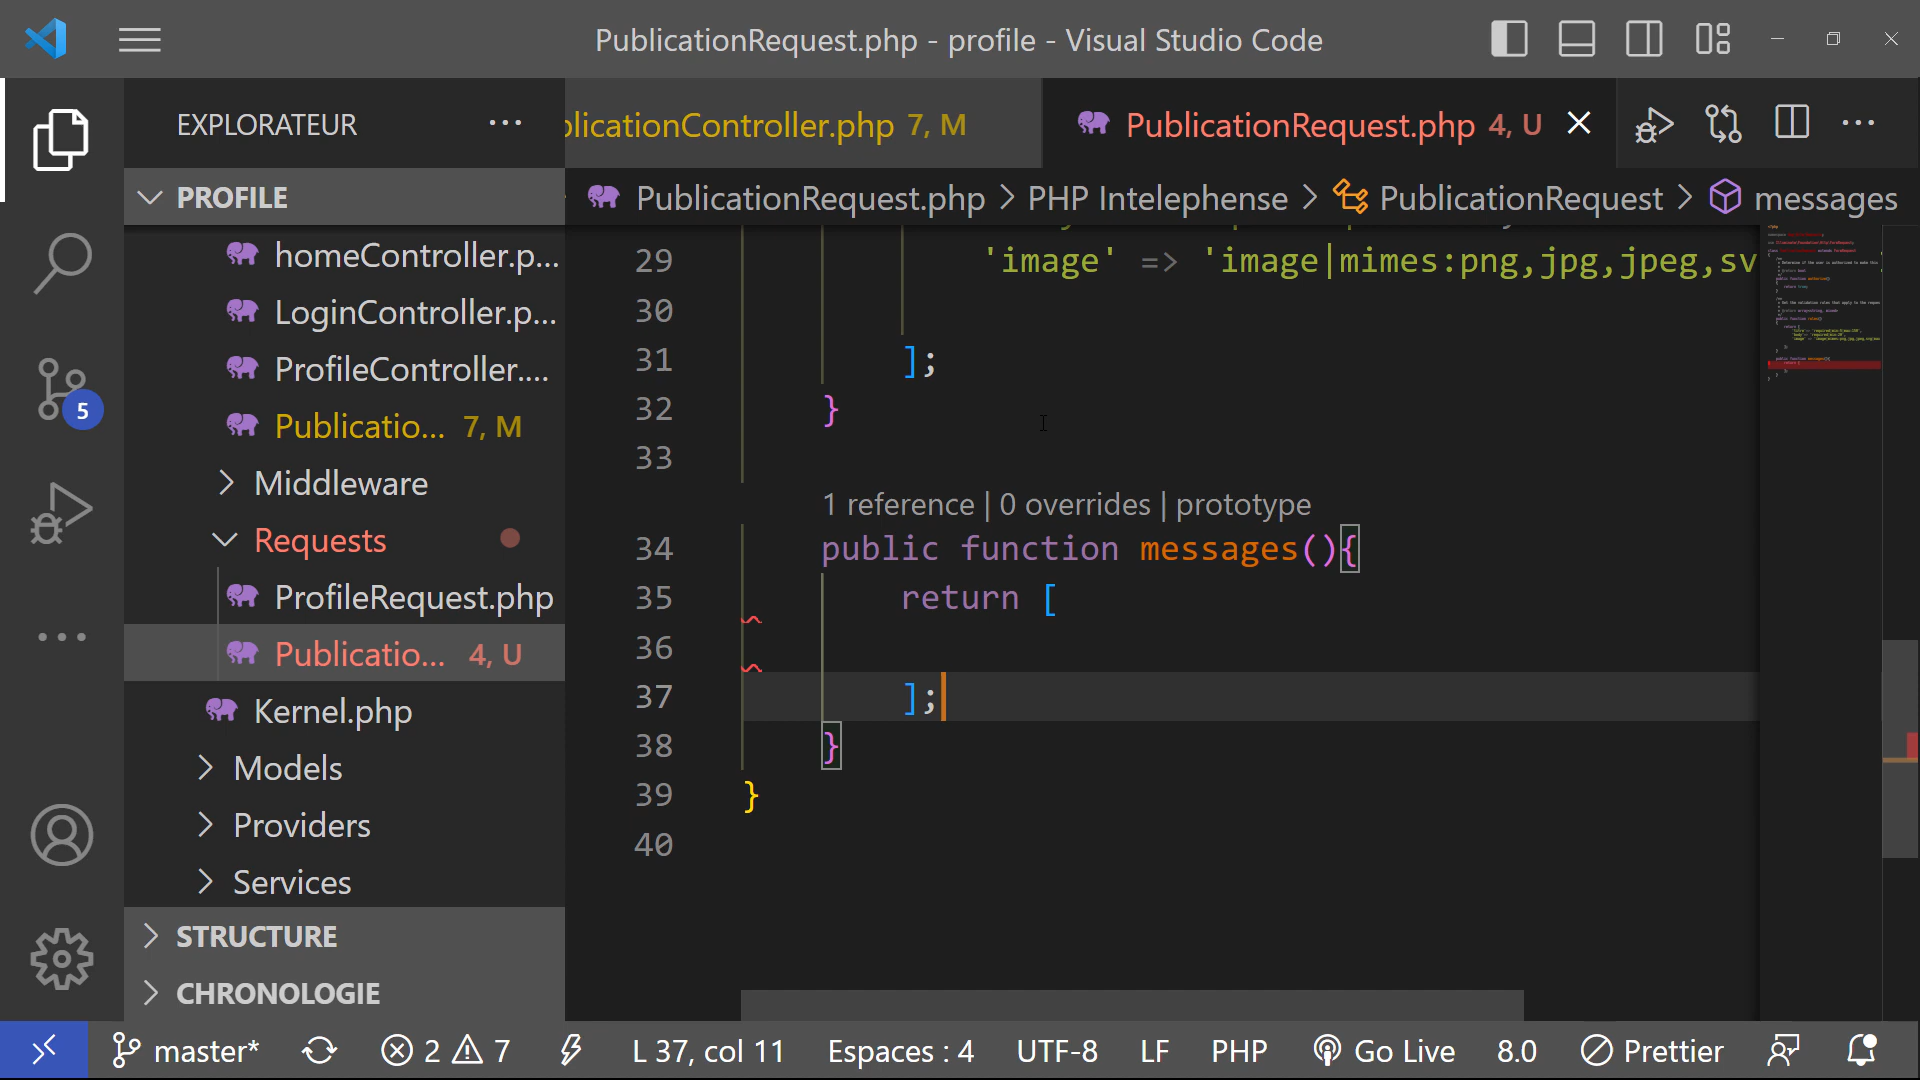 PublicationRequest.php - profile - Visual Studio Code
EXPLORATEUR
PROFILE
homeController.p...
LoginController.p...
ProfileController....
Publicatio... 7, M
Middleware
Requests
ProfileRequest.php
Publicatio... 4, U
Kernel.php
Models
Providers
Services
STRUCTURE
CHRONOLOGIE
5
blicationController.php 7, M
PublicationRequest.php 4, U
PublicationRequest.php > PHP Intelephense > PublicationRequest > messages
29 'image' => 'image|mimes:png,jpg,jpeg,sv
30
31 ];
32 }
33
1 reference | 0 overrides | prototype
34 public function messages(){
35 return [
36
37 ];
38 }
39 }
40
master* 2 7 L 37, col 11 Espaces : 4 UTF-8 LF PHP Go Live 8.0 Prettier